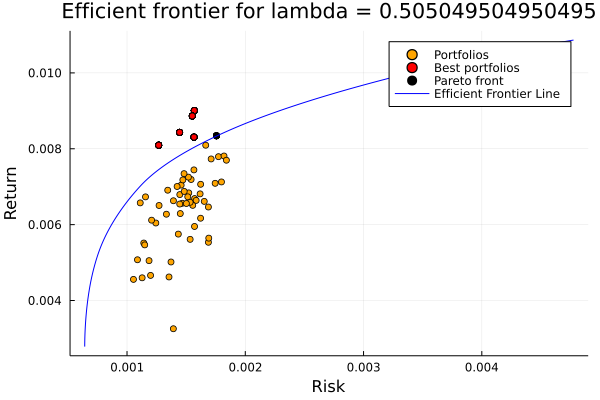 Efficient frontier for lambda = 0.505049504950495
Portfolios
Best portfolios
Pareto front
Efficient Frontier Line
Return
0.010
0.008
0.006
0.004
0.001 0.002 0.003 0.004
Risk